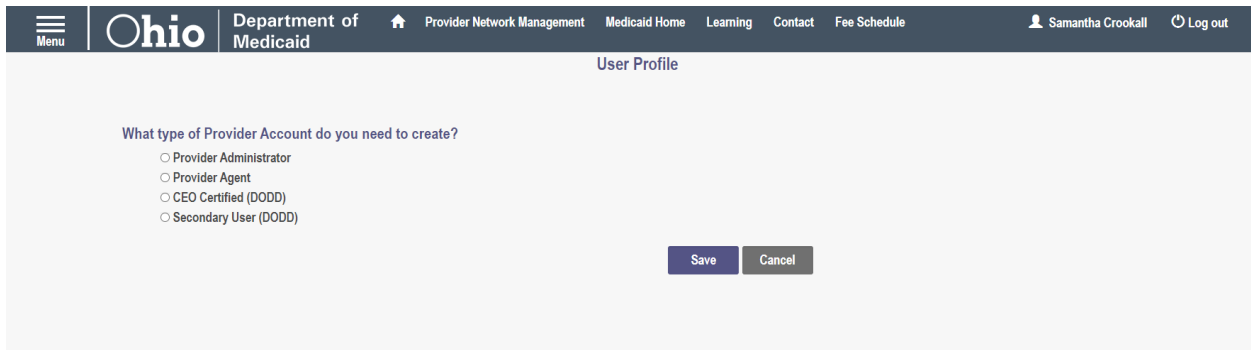 Menu
Ohio
Department of
Medicaid
Provider Network Management
Medicaid Home
Learning
Contact
Fee Schedule
Samantha Crookall
Log out
User Profile
What type of Provider Account do you need to create?
Provider Administrator
Provider Agent
CEO Certified (DODD)
Secondary User (DODD)
Save
Cancel